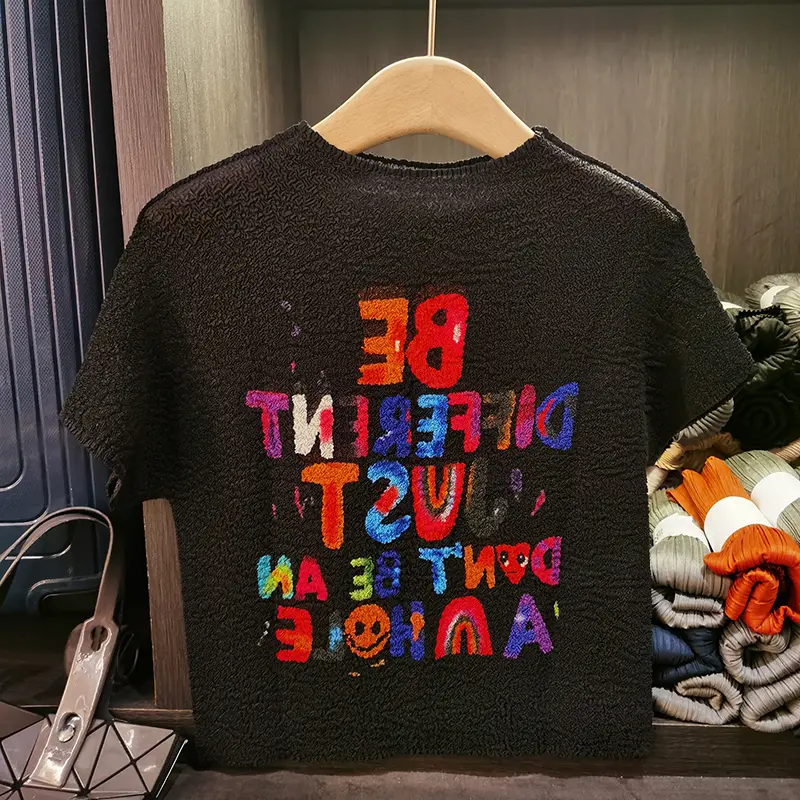 BE
DIFFERENT
JUST
DON'T BE AN
A HOLE